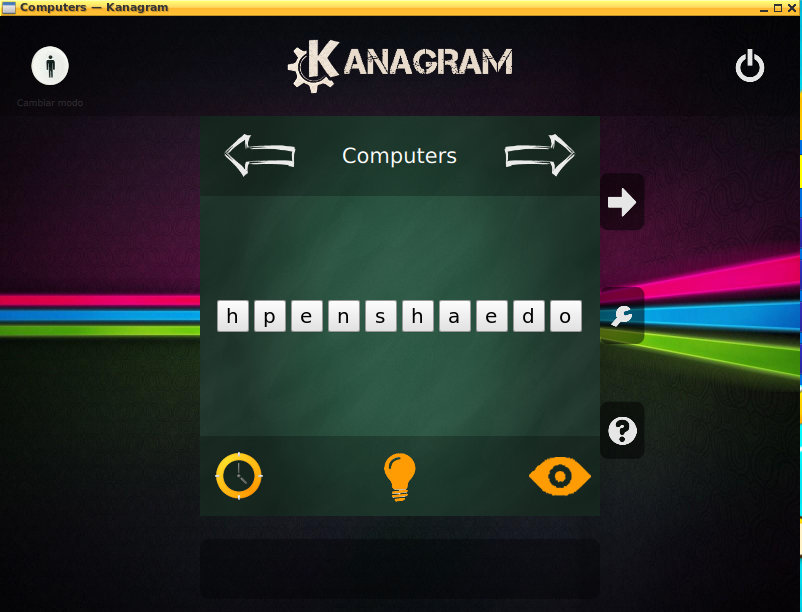 Computers — Kanagram
KANAGRAM
Cambiar modo
Computers
h p e n s h a e d o
?